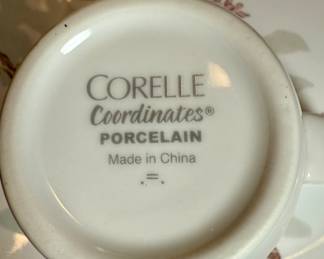 CORELLE
Coordinates®
PORCELAIN
Made in China